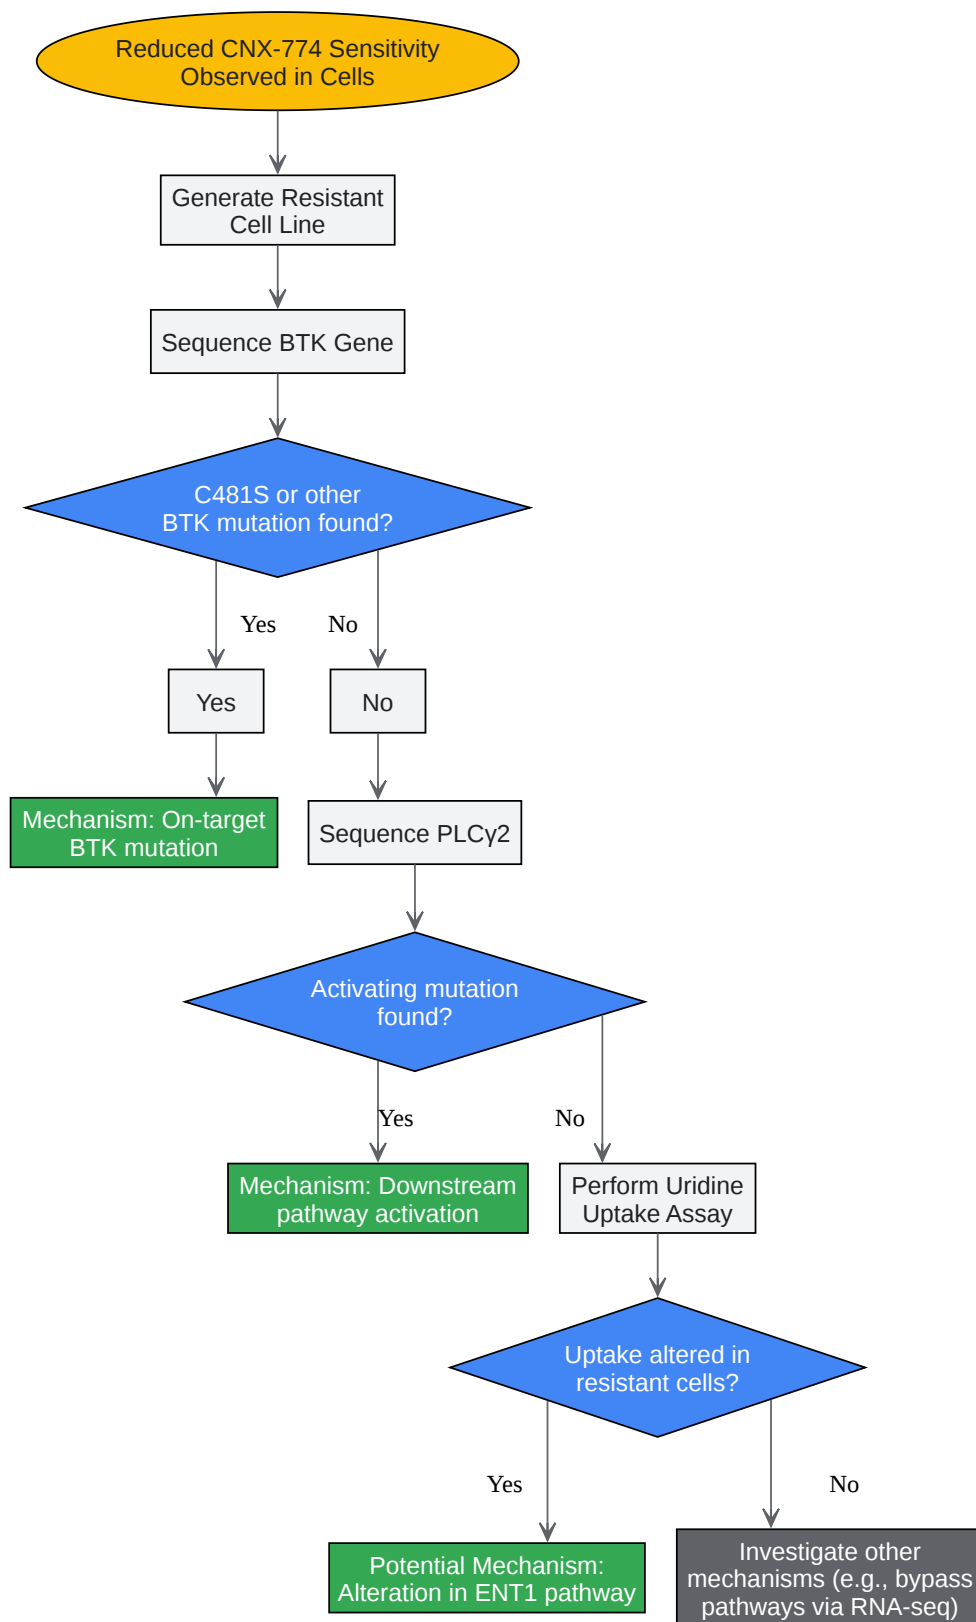 Reduced CNX-774 Sensitivity
Observed in Cells
Generate Resistant
Cell Line
Sequence BTK Gene
C481S or other
BTK mutation found?
Yes
No
Yes
No
Mechanism: On-target
BTK mutation
Sequence PLCγ2
Activating mutation
found?
Yes
No
Mechanism: Downstream
pathway activation
Perform Uridine
Uptake Assay
Uptake altered in
resistant cells?
Yes
No
Potential Mechanism:
Alteration in ENT1 pathway
Investigate other
mechanisms (e.g., bypass
pathways via RNA-seq)